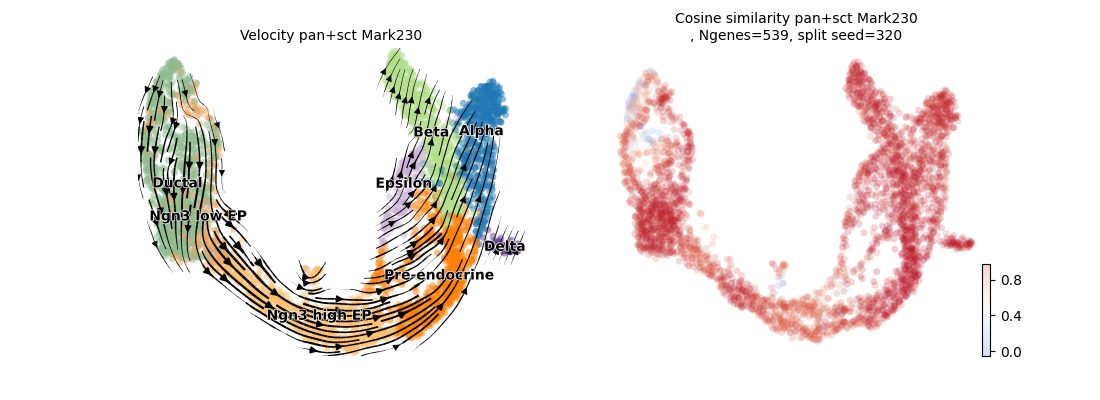 Velocity pan+sct Mark230
Beta
Alpha
Epsilon
Ductal
Ngn3 low EP
Delta
Pre-endocrine
Ngn3 high EP
Cosine similarity pan+sct Mark230
, Ngenes=539, split seed=320
0.8
0.4
0.0